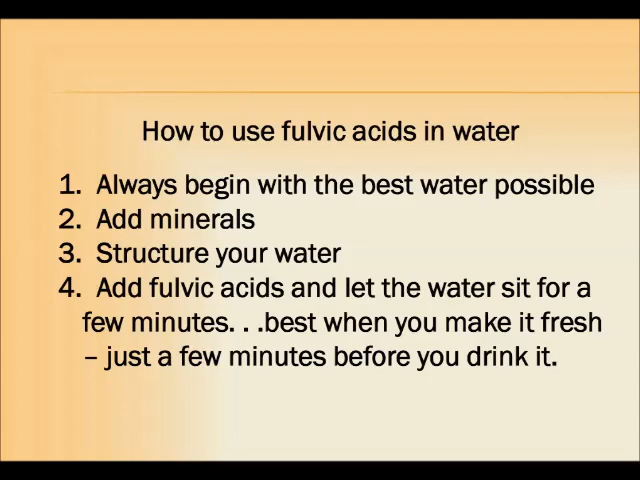 How to use fulvic acids in water
1. Always begin with the best water possible
2. Add minerals
3. Structure your water
4. Add fulvic acids and let the water sit for a
few minutes. . .best when you make it fresh
– just a few minutes before you drink it.